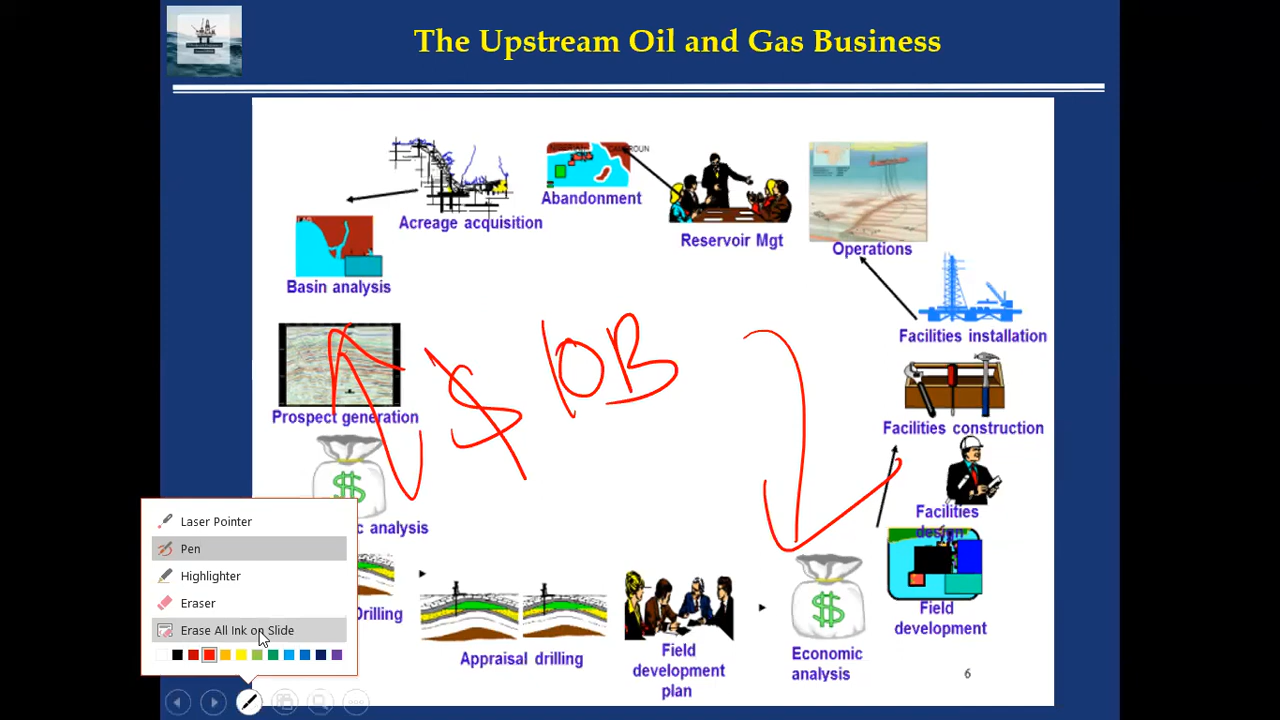 The Upstream Oil and Gas Business
Abandonment
Acreage acquisition
Reservoir Mgt
Operations
Basin analysis
Facilities installation
$ 10B
Prospect generation
Facilities construction
Facilities
design
analysis
Drilling
Appraisal drilling
Field
development
plan
Economic
analysis
Field
development
6
Laser Pointer
Pen
Highlighter
Eraser
Erase All Ink on Slide